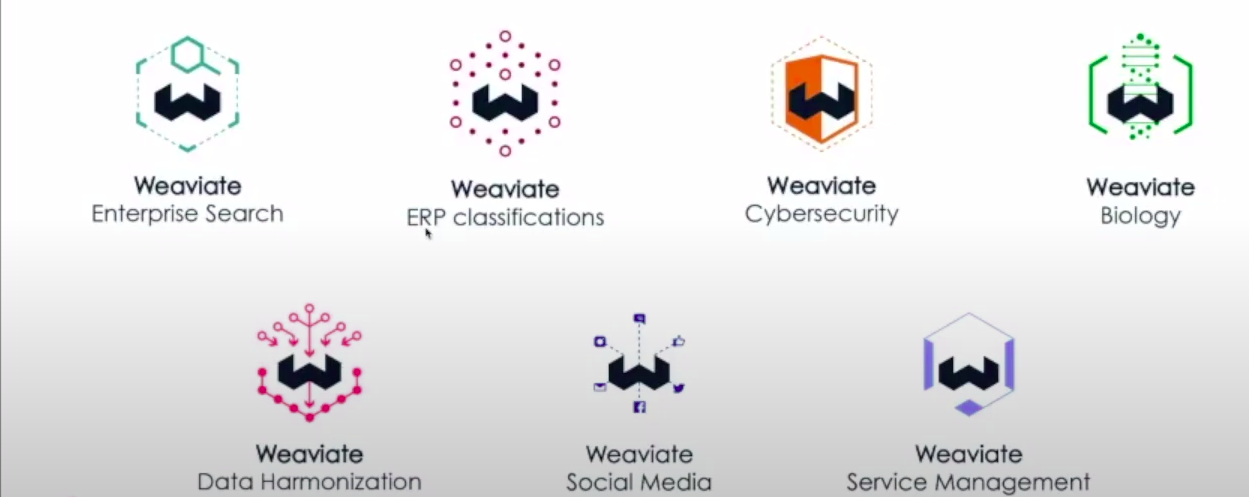 Weaviate
Enterprise Search
Weaviate
ERP classifications
Weaviate
Cybersecurity
Weaviate
Biology
Weaviate
Data Harmonization
Weaviate
Social Media
Weaviate
Service Management